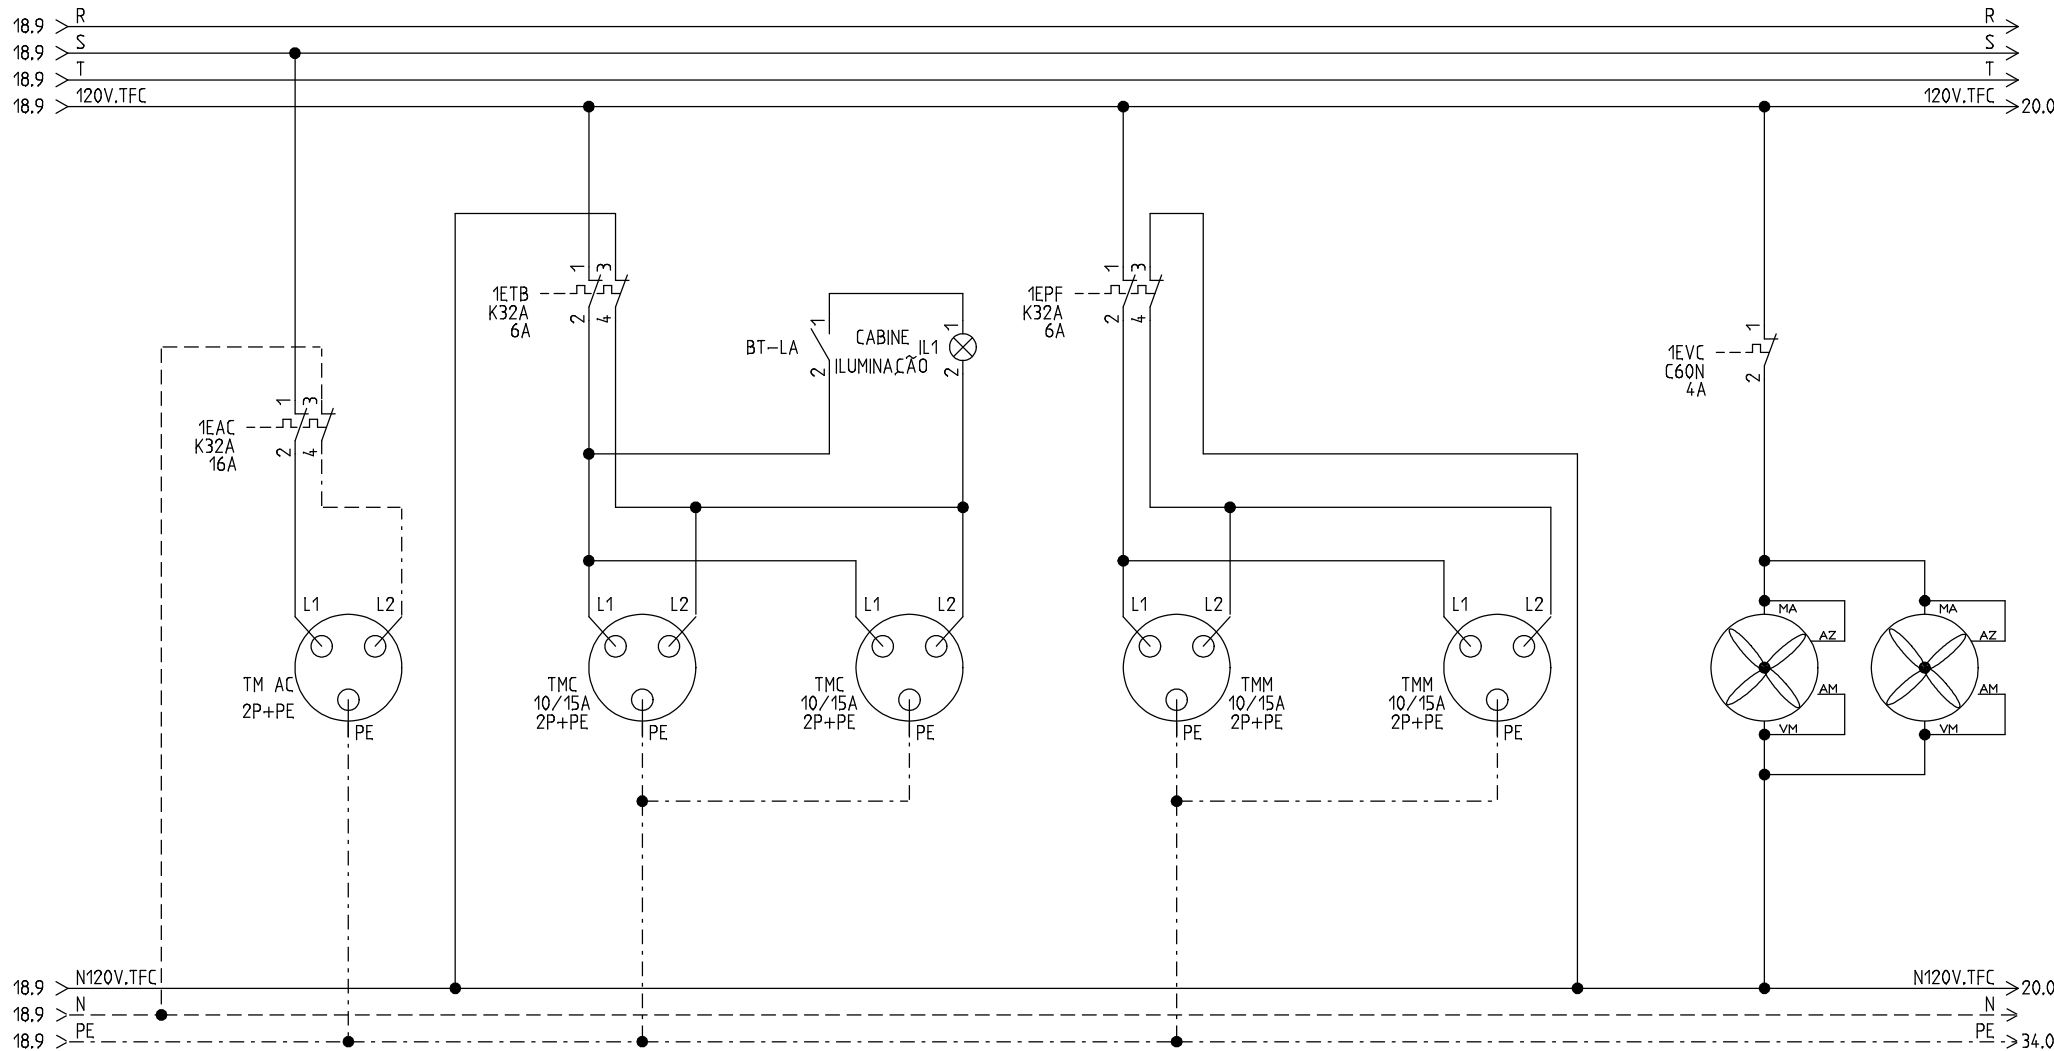 18.9 R R
18.9 S S
18.9 T T
18.9 120V.TFC 120V.TFC 20.0
1 3
1ETB
K32A
6A
2 4
1 3
1EPF
K32A
6A
2 4
1
BT-LA
2
CABINE
ILUMINAÇÃO
1
IL1
2
1
1EVC
C60N
4A
2
1 3
1EAC
K32A
16A
2 4
L1 L2
TM AC
2P+PE
PE
L1 L2
TMC
10/15A
2P+PE
PE
L1 L2
TMC
10/15A
2P+PE
PE
L1 L2
TMM
10/15A
2P+PE
PE
L1 L2
TMM
10/15A
2P+PE
PE
MA
AZ
AM
VM
MA
AZ
AM
VM
18.9 N120V.TFC N120V.TFC 20.0
18.9 N N
18.9 PE PE 34.0